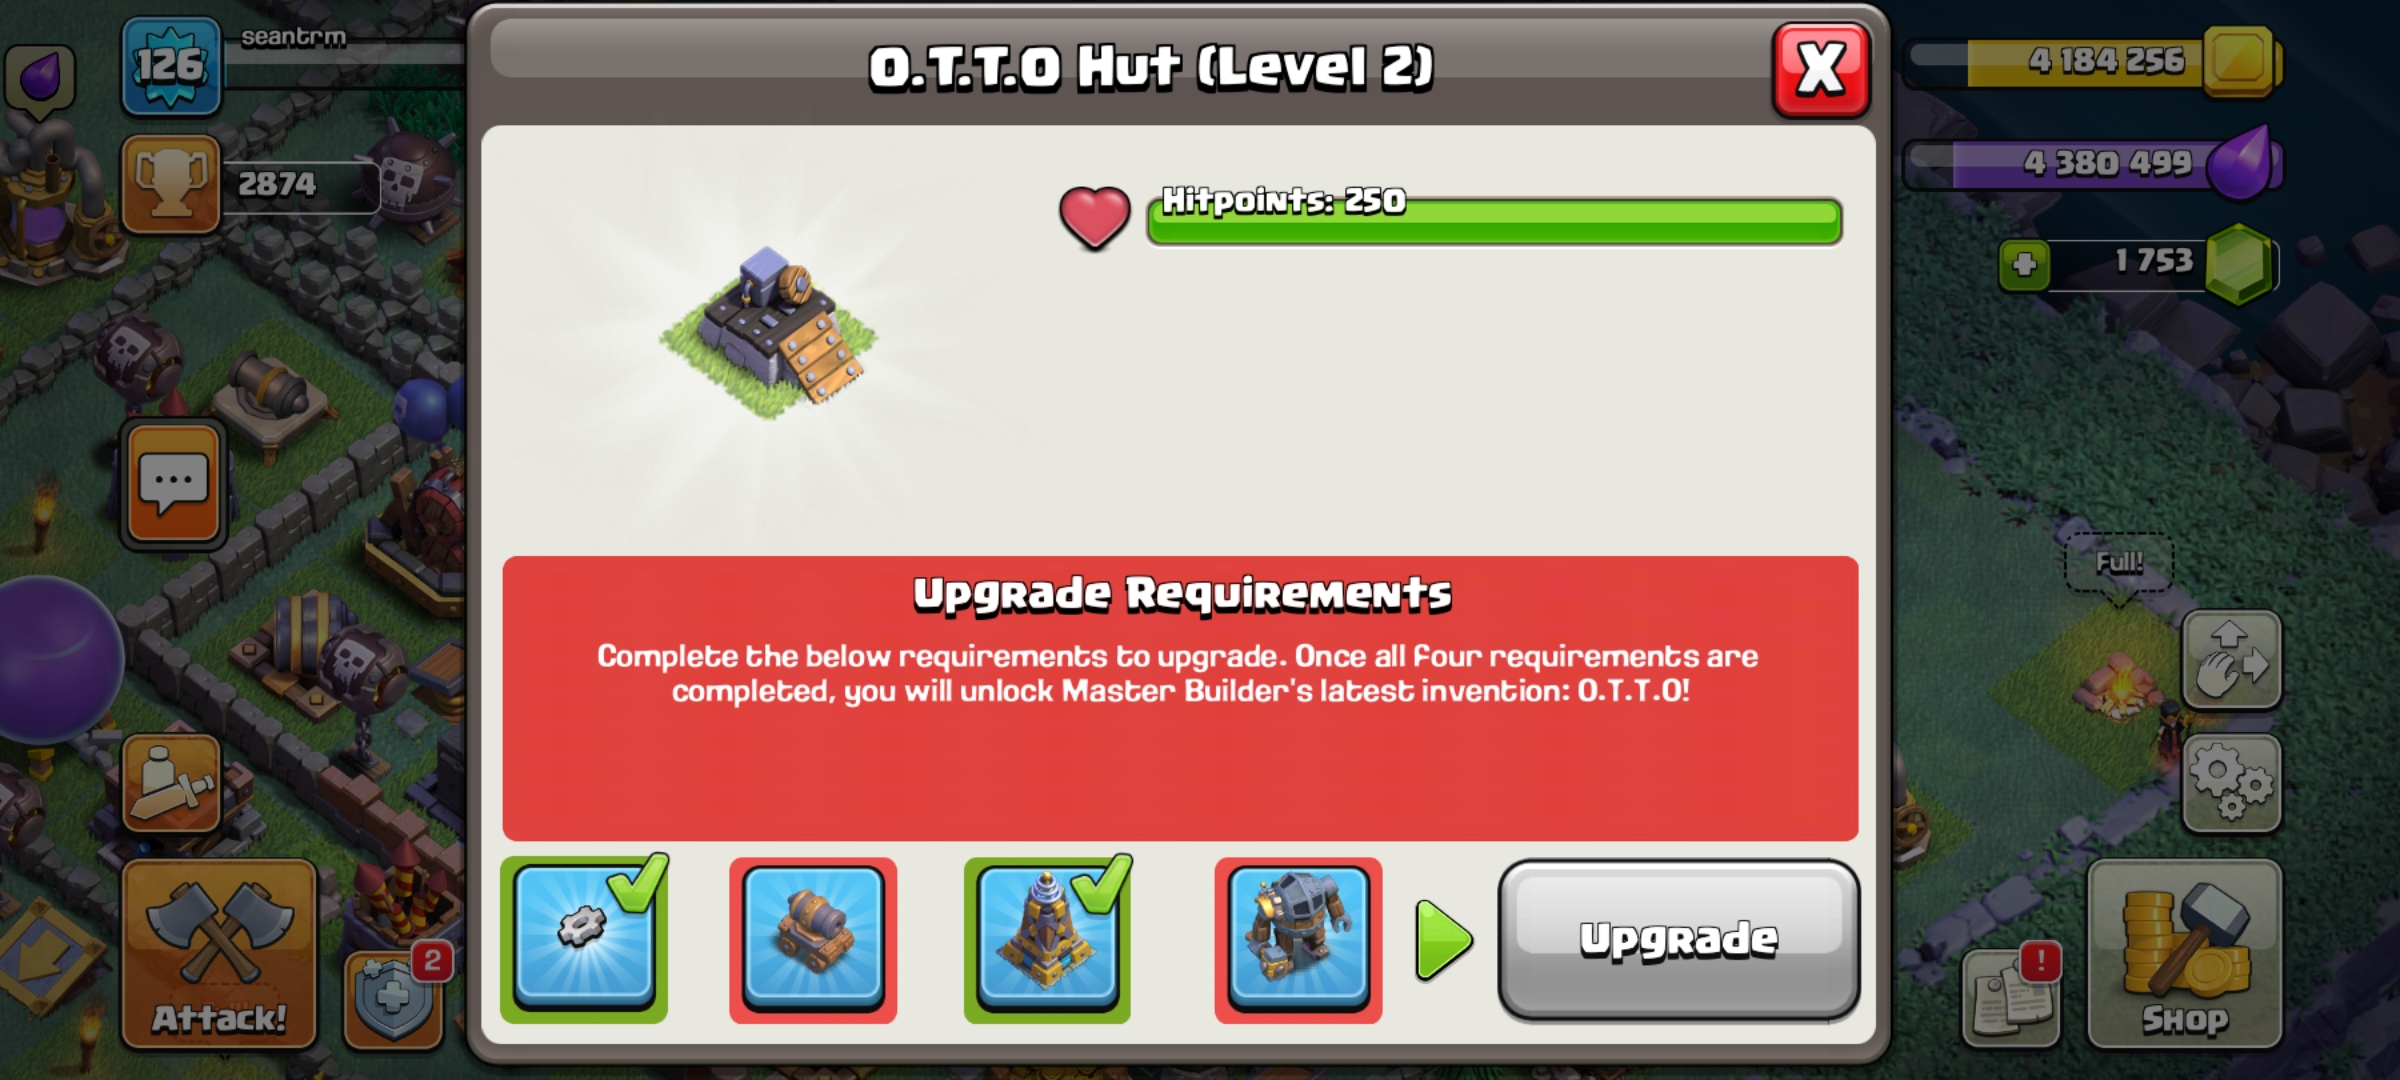 126
seantrm
2874
O.T.T.O Hut (Level 2)
X
4 184 256
4 380 499
1 753
Hitpoints: 250
Full!
Upgrade Requirements
Complete the below requirements to upgrade. Once all four requirements are
completed, you will unlock Master Builder's latest invention: O.T.T.O!
Upgrade
Attack!
2
!
Shop